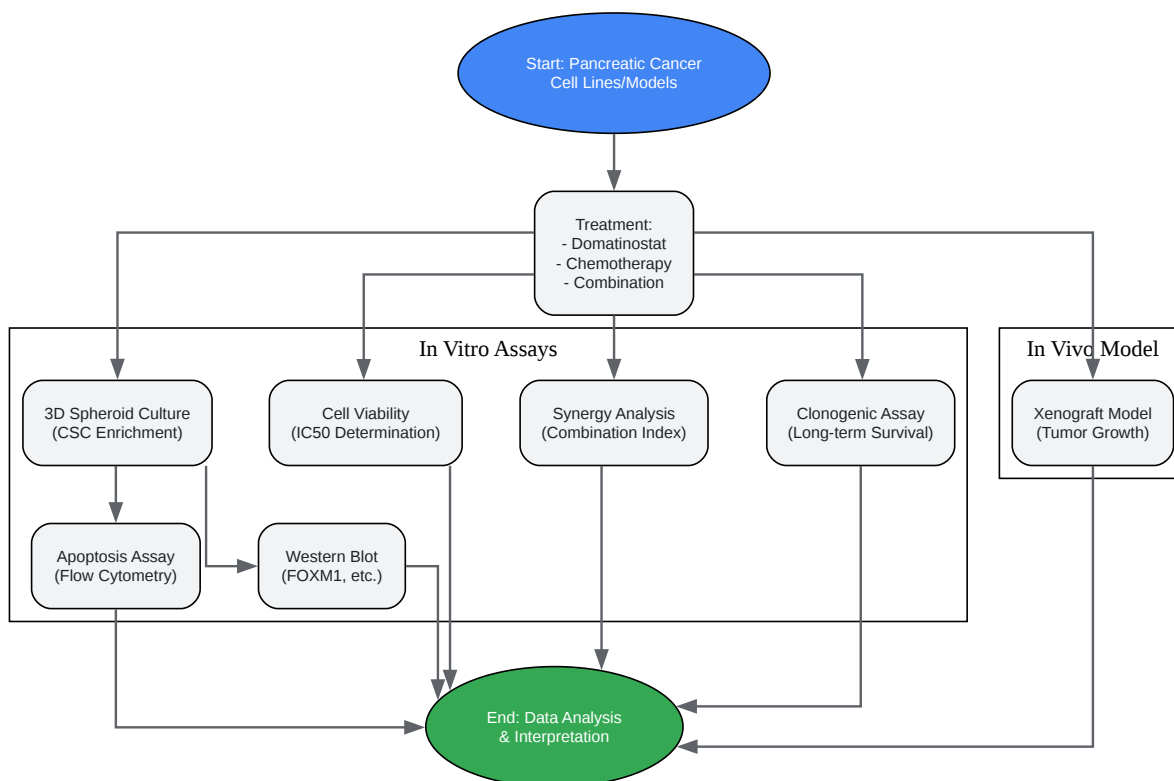 Start: Pancreatic Cancer
Cell Lines/Models
Treatment:
- Domatinostat
- Chemotherapy
- Combination
In Vitro Assays
In Vivo Model
3D Spheroid Culture
(CSC Enrichment)
Cell Viability
(IC50 Determination)
Synergy Analysis
(Combination Index)
Clonogenic Assay
(Long-term Survival)
Xenograft Model
(Tumor Growth)
Apoptosis Assay
(Flow Cytometry)
Western Blot
(FOXM1, etc.)
End: Data Analysis
& Interpretation